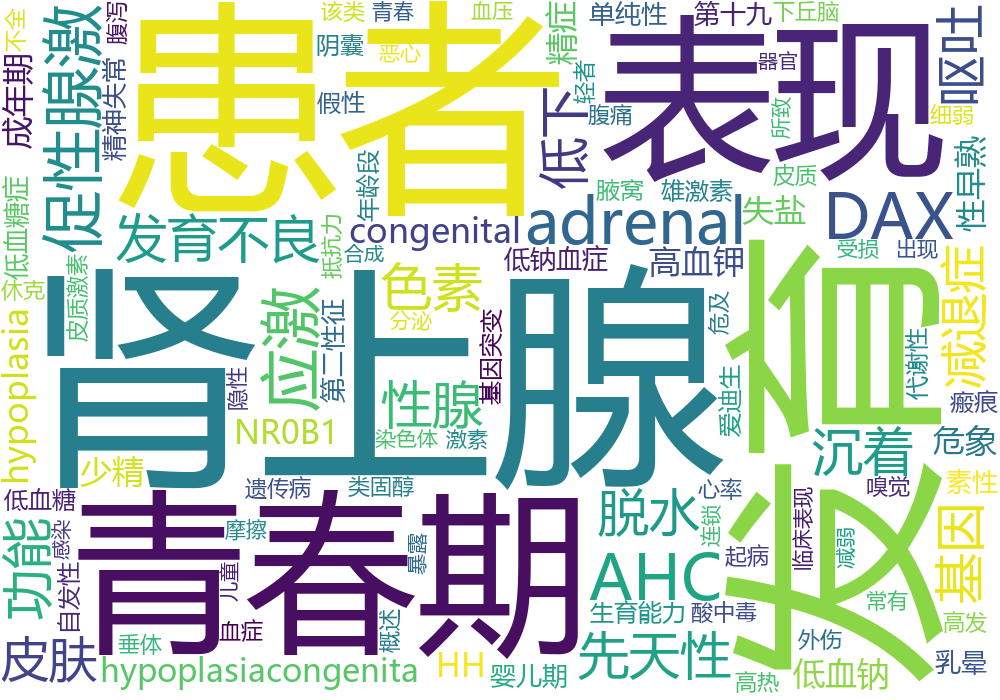 不全
腹泻
该类
青春
血压
单纯性
第十九
下丘脑
阴囊
恶心
精症
轻者
器官
呕吐
成年期
促性腺激
精神失常
患者
假性
低下
腹痛
所致
表现
细弱
年龄段
腋窝
雄激素
皮质
性早熟
发育不良
congenital
adrenal
失盐
DAX
低血糖症
休克
皮质激素
抵抗力
合成
低钠血症
高血钾
受损
出现
hypoplasia
色素
分泌
应激
第二性征
肾上腺
基因突变
危及
发育
代谢性
减退症
隐性
NR0B1
性腺
染色体
激素
爱迪生
沉着
瘢痕
危象
少精
遗传病
类固醇
脱水
心率
嗅觉
素性
低血糖
感染
摩擦
青春期
暴露
AHC
连锁
起病
临床表现
减弱
基因
功能
自发性
儿童
血症
概述
生育能力
酸中毒
常有
高发
皮肤
垂体
hypoplasiacongenita
HH
婴儿期
先天性
高热
外伤
低血钠
乳晕